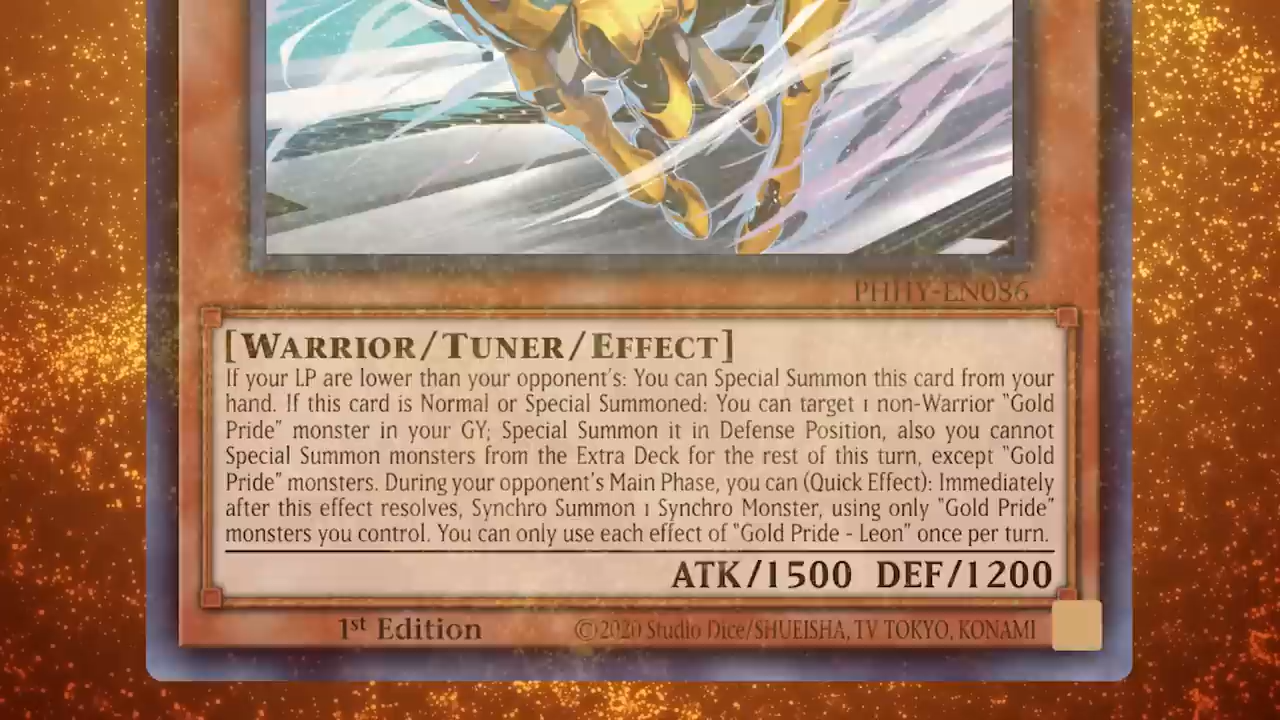 PHHY-EN086
[WARRIOR/TUNER/EFFECT]
If your LP are lower than your opponent's: You can Special Summon this card from your
hand. If this card is Normal or Special Summoned: You can target 1 non-Warrior "Gold
Pride" monster in your GY; Special Summon it in Defense Position, also you cannot
Special Summon monsters from the Extra Deck for the rest of this turn, except "Gold
Pride" monsters. During your opponent's Main Phase, you can (Quick Effect): Immediately
after this effect resolves, Synchro Summon 1 Synchro Monster, using only "Gold Pride"
monsters you control. You can only use each effect of "Gold Pride - Leon" once per turn.
ATK/1500 DEF/1200
1st Edition
©2020 Studio Dice/SHUEISHA, TV TOKYO, KONAMI